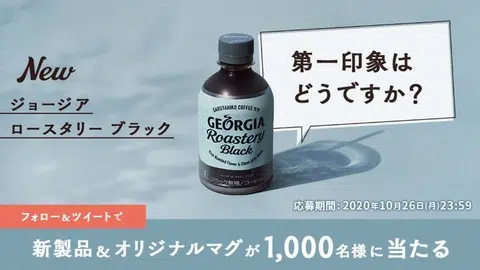 New
ジョージア
ロースタリー ブラック
SARUTAHIKO COFFEE 監修
GEORGIA
Roastery
Black
第一印象は
どうですか?
応募期間:2020年10月26日(月)23:59
フォロー&ツイートで
新製品&オリジナルマグが1,000名様に当たる